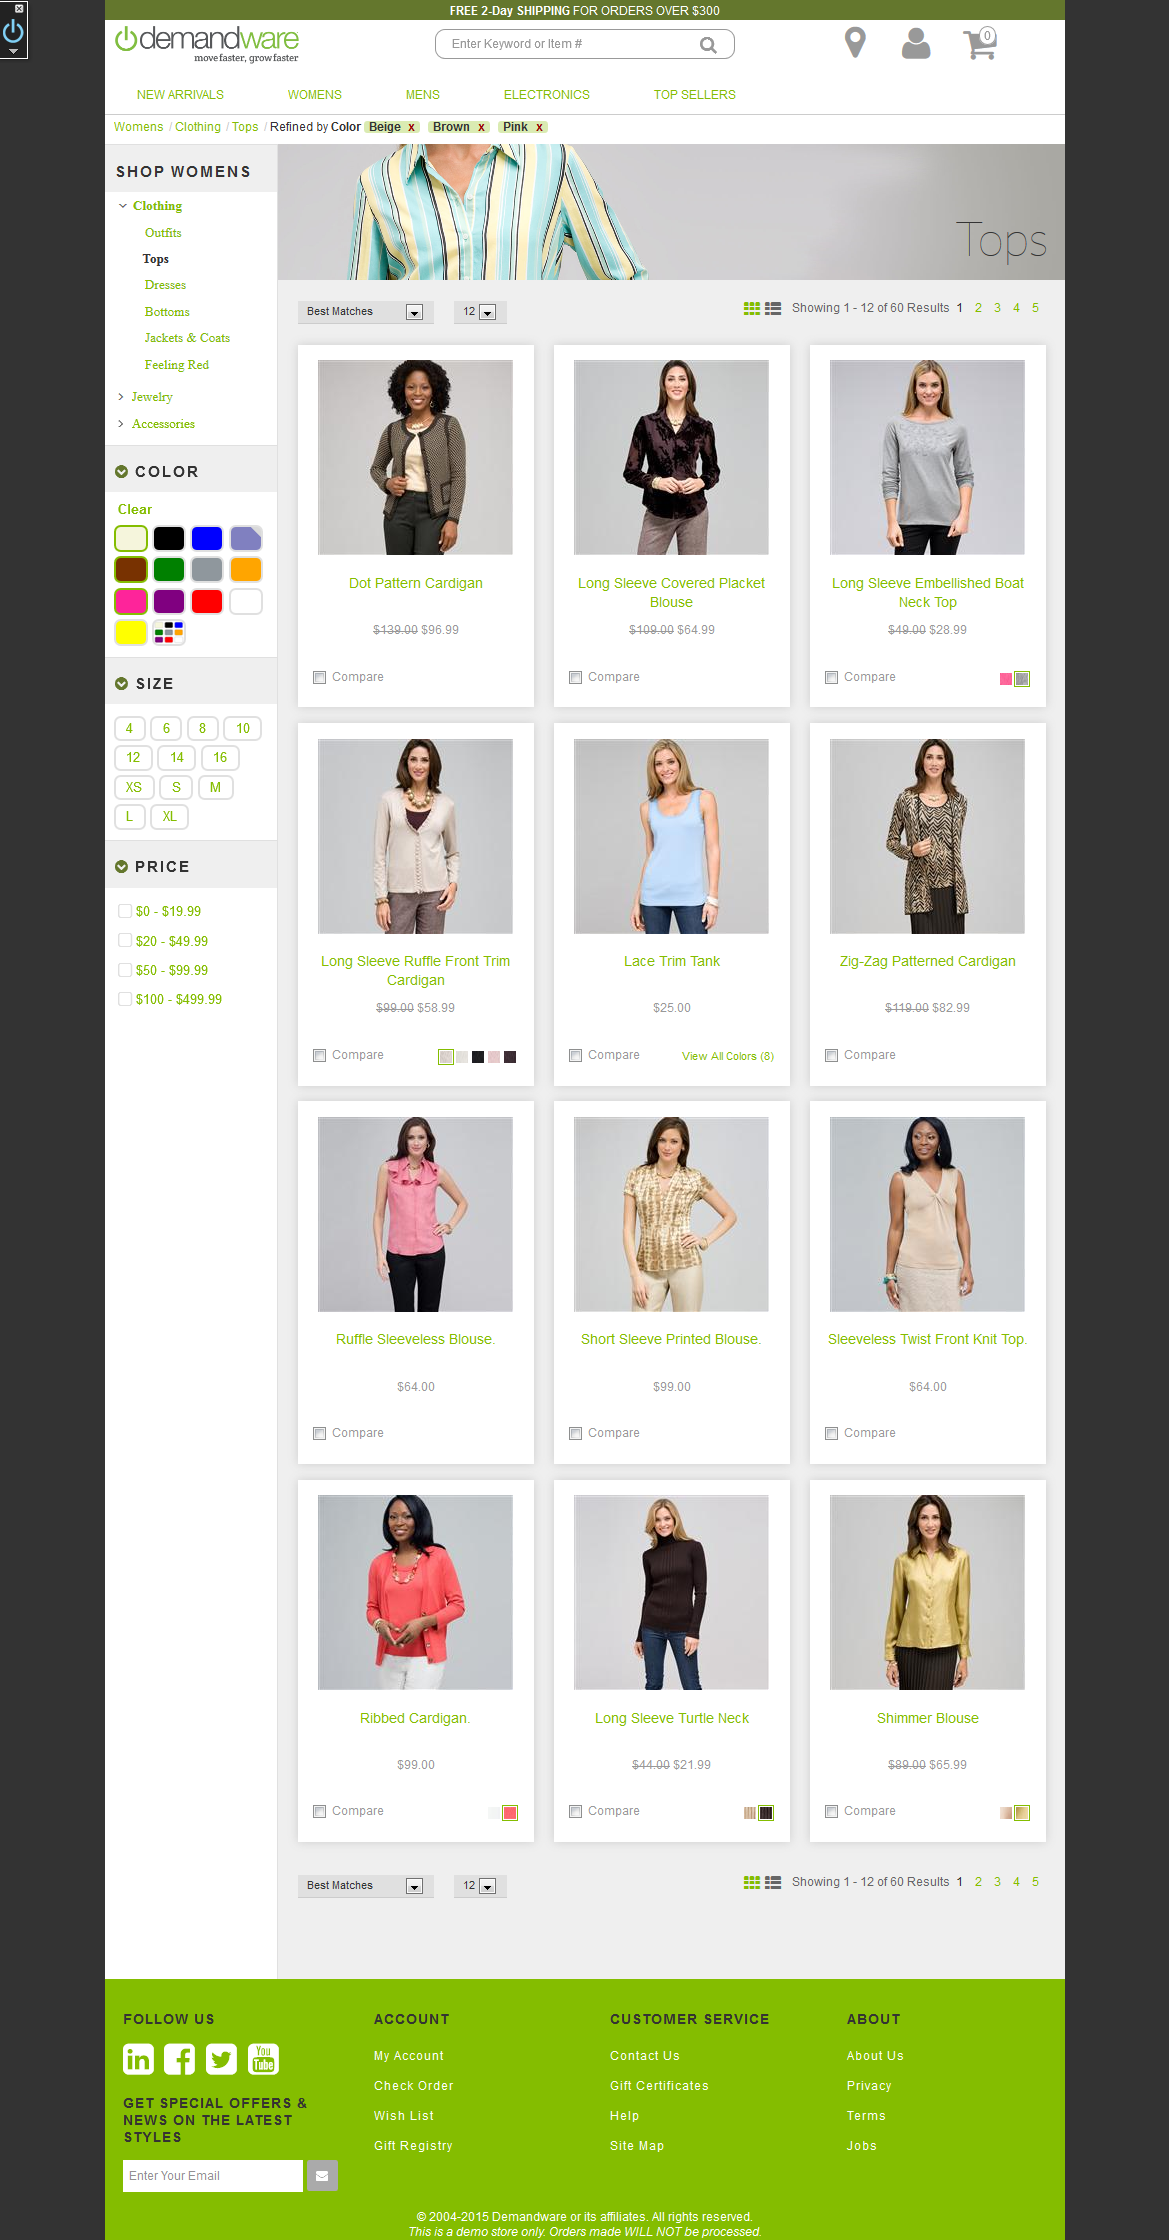 FREE 2-Day SHIPPING FOR ORDERS OVER $300
demandware
move faster, grow faster
Enter Keyword or Item #
0
NEW ARRIVALS WOMENS MENS ELECTRONICS TOP SELLERS
Womens / Clothing / Tops / Refined by Color Beige x Brown x Pink x
SHOP WOMENS
Clothing
Outfits
Tops
Dresses
Bottoms
Jackets & Coats
Feeling Red
Jewelry
Accessories
COLOR
Clear
SIZE
4 6 8 10
12 14 16
XS S M
L XL
PRICE
$0 - $19.99
$20 - $49.99
$50 - $99.99
$100 - $499.99
Tops
Best Matches 12 Showing 1 - 12 of 60 Results 1 2 3 4 5
Dot Pattern Cardigan
$139.00 $96.99
Compare
Long Sleeve Covered Placket
Blouse
$109.00 $64.99
Compare
Long Sleeve Embellished Boat
Neck Top
$49.00 $28.99
Compare
Long Sleeve Ruffle Front Trim
Cardigan
$99.00 $58.99
Compare
Lace Trim Tank
$25.00
Compare View All Colors (8)
Zig-Zag Patterned Cardigan
$119.00 $82.99
Compare
Ruffle Sleeveless Blouse.
$64.00
Compare
Short Sleeve Printed Blouse.
$99.00
Compare
Sleeveless Twist Front Knit Top.
$64.00
Compare
Ribbed Cardigan.
$99.00
Compare
Long Sleeve Turtle Neck
$44.00 $21.99
Compare
Shimmer Blouse
$89.00 $65.99
Compare
Best Matches 12 Showing 1 - 12 of 60 Results 1 2 3 4 5
FOLLOW US
in f You Tube
GET SPECIAL OFFERS &
NEWS ON THE LATEST
STYLES
Enter Your Email
ACCOUNT
My Account
Check Order
Wish List
Gift Registry
CUSTOMER SERVICE
Contact Us
Gift Certificates
Help
Site Map
ABOUT
About Us
Privacy
Terms
Jobs
© 2004-2015 Demandware or its affiliates. All rights reserved.
This is a demo store only. Orders made WILL NOT be processed.